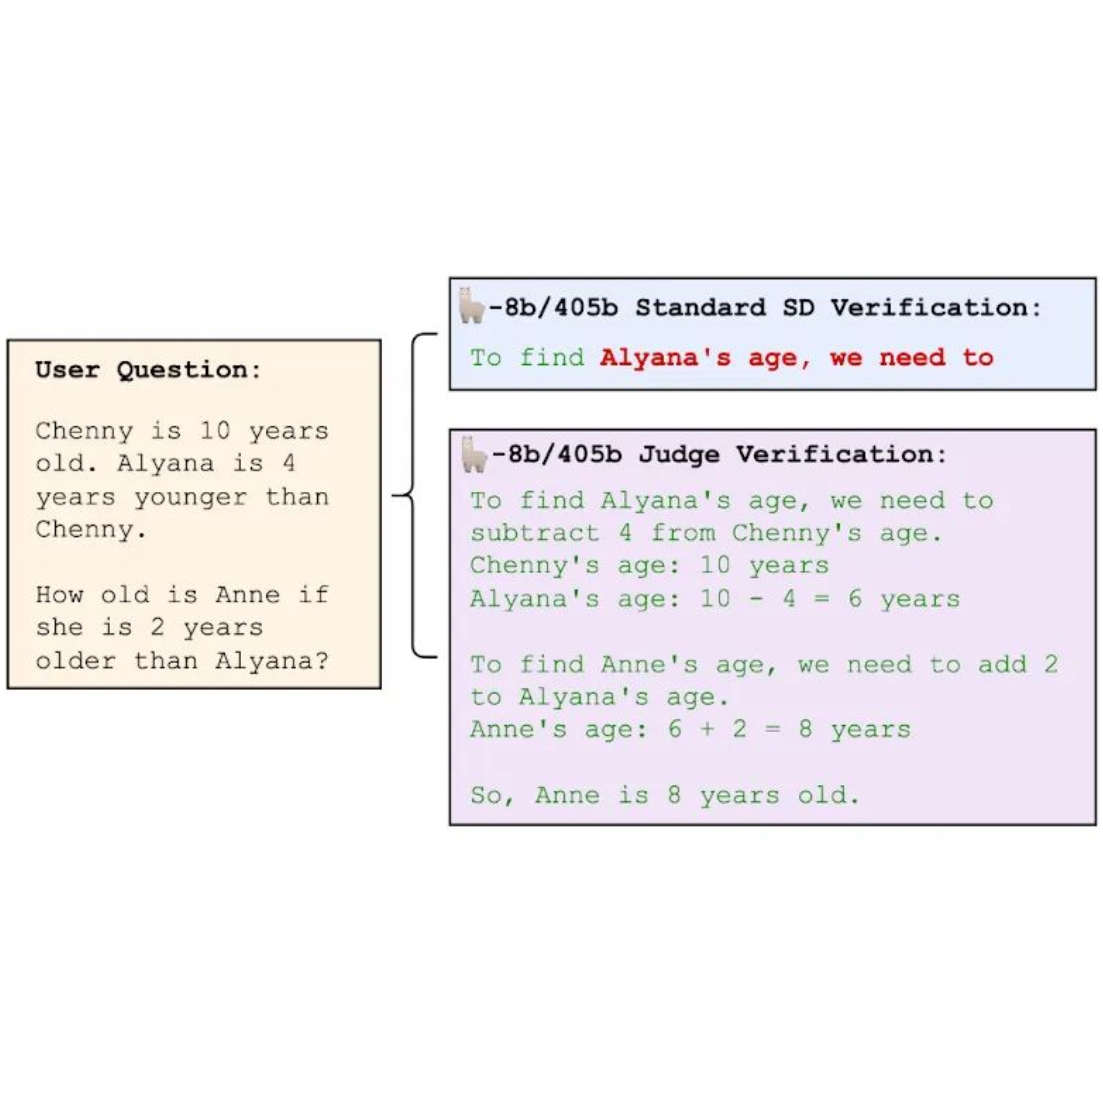 User Question:
Chenny is 10 years
old. Alyana is 4
years younger than
Chenny.
How old is Anne if
she is 2 years
older than Alyana?
-8b/405b Standard SD Verification:
To find Alyana's age, we need to
-8b/405b Judge Verification:
To find Alyana's age, we need to
subtract 4 from Chenny's age.
Chenny's age: 10 years
Alyana's age: 10 - 4 = 6 years
To find Anne's age, we need to add 2
to Alyana's age.
Anne's age: 6 + 2 = 8 years
So, Anne is 8 years old.